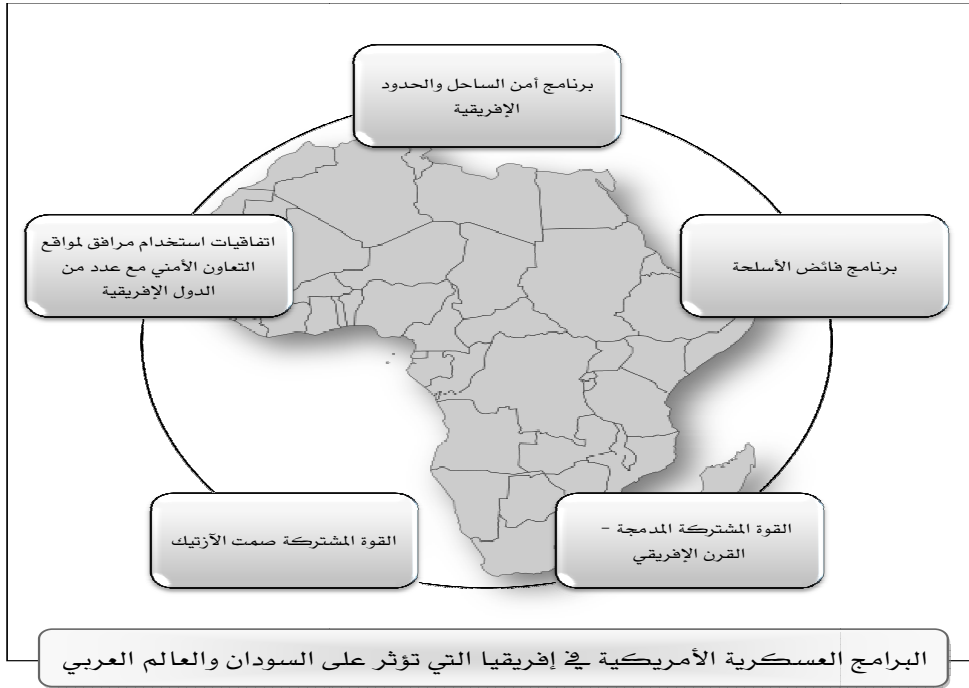 برنامج أمن الساحل والحدود
الإفريقية
برنامج فائض الأسلحة
القوة المشتركة المدمجة –
القرن الإفريقي
القوة المشتركة صمت الآزتيك
اتفاقيات استخدام مرافق لمواقع
التعاون الأمني مع عدد من
الدول الإفريقية
البرامج العسكرية الأمريكية في إفريقيا التي تؤثر على السودان والعالم العربي